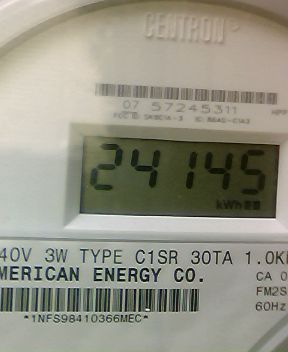 CENTRON
07 57245311
24145
kWh
40V 3W TYPE C1SR 30TA 1.0K
MERICAN ENERGY CO.
CA 0
FM2S
60Hz
*1NFS98410366MEC*